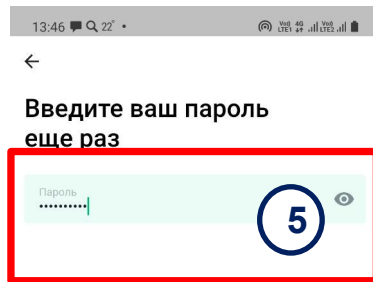 13:46 22° •
Vo)) LTE1 4G Vo)) LTE2
Введите ваш пароль
еще раз
Пароль
••••••••••
5